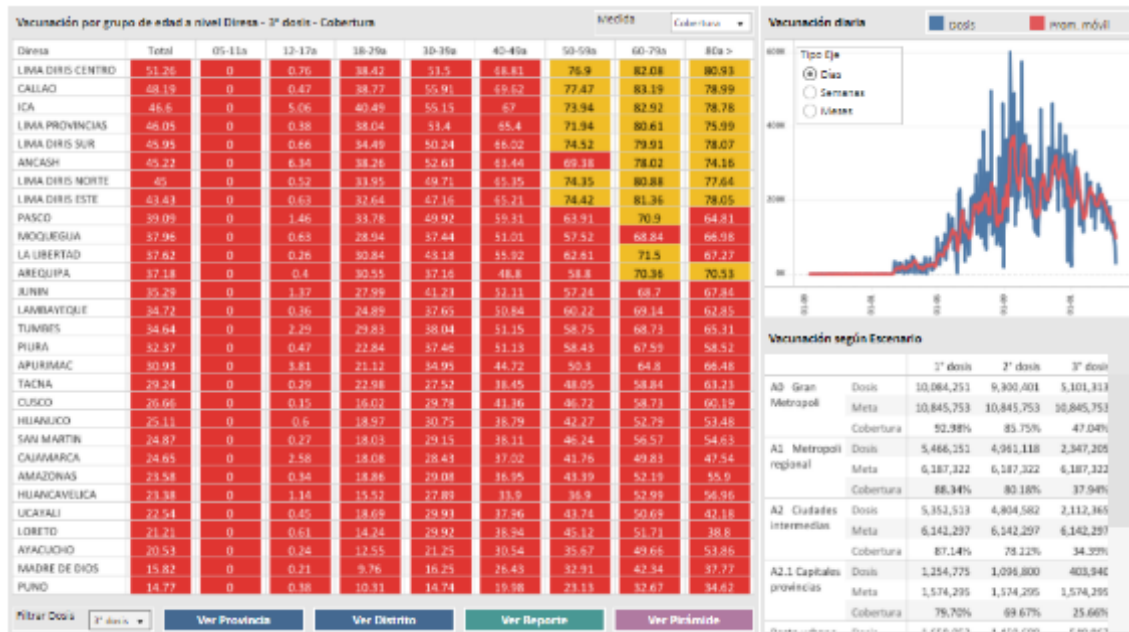 Vacunación por grupo de edad a nivel Diresa - 3° dosis - Cobertura
Medida
Cobertura
Diresa Total 05-11a 12-17a 18-29a 30-39a 40-49a 50-59a 60-79a 80a >
LIMA DIRIS CENTRO 51.26 0 0.76 38.42 53.5 68.81 76.9 82.08 80.93
CALLAO 48.19 0 0.47 38.77 55.91 69.62 77.47 83.19 78.99
ICA 46.6 0 5.06 40.49 55.15 67 73.94 82.92 78.78
LIMA PROVINCIAS 46.05 0 0.38 38.04 53.4 65.4 71.94 80.61 75.99
LIMA DIRIS SUR 45.95 0 0.66 34.49 50.24 66.02 74.52 79.91 78.07
ANCASH 45.22 0 6.34 38.26 52.63 63.44 69.38 78.02 74.16
LIMA DIRIS NORTE 45 0 0.52 33.95 49.71 65.35 74.35 80.88 77.64
LIMA DIRIS ESTE 43.43 0 0.63 32.64 47.16 65.21 74.42 81.36 78.05
PASCO 39.09 0 1.46 33.78 49.92 59.31 63.91 70.9 64.81
MOQUEGUA 37.96 0 0.63 28.94 37.44 51.01 57.52 68.84 66.98
LA LIBERTAD 37.62 0 0.26 30.84 43.18 55.92 62.61 71.5 67.27
AREQUIPA 37.18 0 0.4 30.55 37.16 48.8 58.8 70.36 70.53
JUNIN 35.29 0 1.37 27.99 41.23 52.11 57.24 68.7 67.84
LAMBAYEQUE 34.72 0 0.36 24.89 37.65 50.84 60.22 69.14 62.85
TUMBES 34.64 0 2.29 29.83 38.04 51.15 58.75 68.73 65.31
PIURA 32.37 0 0.47 22.84 37.46 51.13 58.43 67.59 58.52
APURIMAC 30.93 0 3.81 21.12 34.95 44.72 50.3 64.8 66.48
TACNA 29.24 0 0.29 22.98 27.52 38.45 48.05 58.84 63.23
CUSCO 26.66 0 0.15 16.02 29.78 41.36 46.72 58.73 60.19
HUANUCO 25.11 0 0.6 18.97 30.75 38.79 42.27 52.79 53.48
SAN MARTIN 24.87 0 0.27 18.03 29.15 38.11 46.24 56.57 54.63
CAJAMARCA 24.65 0 2.58 18.08 28.43 37.02 41.76 49.83 47.54
AMAZONAS 23.58 0 0.34 18.86 29.08 36.95 43.39 52.19 55.9
HUANCAVELICA 23.38 0 1.14 15.52 27.89 33.9 36.9 52.99 56.96
UCAYALI 22.54 0 0.45 18.69 29.93 37.96 43.74 50.69 42.18
LORETO 21.21 0 0.61 14.24 29.92 38.94 45.12 51.71 38.8
AYACUCHO 20.53 0 0.24 12.55 21.25 30.54 35.67 49.66 53.86
MADRE DE DIOS 15.82 0 0.21 9.76 16.25 26.43 32.91 42.34 37.77
PUNO 14.77 0 0.38 10.31 14.74 19.98 23.13 32.67 34.62
Filtrar Dosis
3° dosis
Ver Provincia
Ver Distrito
Ver Reporte
Ver Pirámide
Vacunación diaria
Dosis
Prom. móvil
Tipo Eje
Días
Semanas
Meses
Vacunación según Escenario
1° dosis 2° dosis 3° dosis
A0 Gran Metropoli Dosis 10,084,251 9,300,401 5,101,313
Meta 10,845,753 10,845,753 10,845,753
Cobertura 92.98% 85.75% 47.04%
A1 Metropoli regional Dosis 5,466,151 4,961,118 2,347,205
Meta 6,187,322 6,187,322 6,187,322
Cobertura 88.34% 80.18% 37.94%
A2 Ciudades intermedias Dosis 5,352,513 4,804,582 2,112,365
Meta 6,142,297 6,142,297 6,142,297
Cobertura 87.14% 78.22% 34.39%
A2.1 Capitales provincias Dosis 1,254,775 1,096,800 403,940
Meta 1,574,295 1,574,295 1,574,295
Cobertura 79.70% 69.67% 25.66%